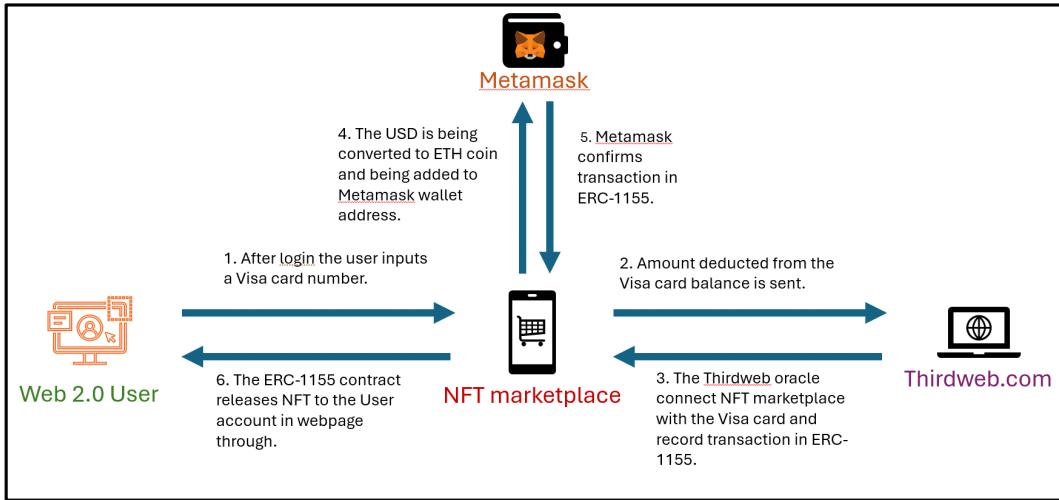 Metamask
4. The USD is being
converted to ETH coin
and being added to
Metamask wallet
address.
5. Metamask
confirms
transaction in
ERC-1155.
1. After login the user inputs
a Visa card number.
2. Amount deducted from the
Visa card balance is sent.
Web 2.0 User
NFT marketplace
Thirdweb.com
6. The ERC-1155 contract
releases NFT to the User
account in webpage
through.
3. The Thirdweb oracle
connect NFT marketplace
with the Visa card and
record transaction in ERC-
1155.